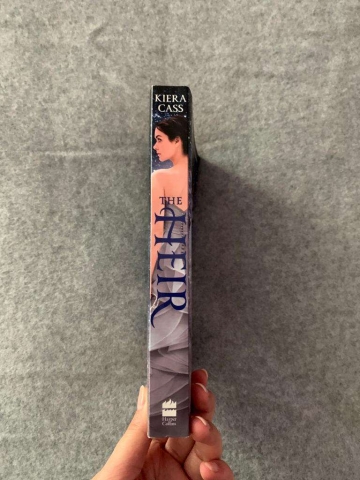 KIERA
CASS
THE
HEIR
Harper
Collins